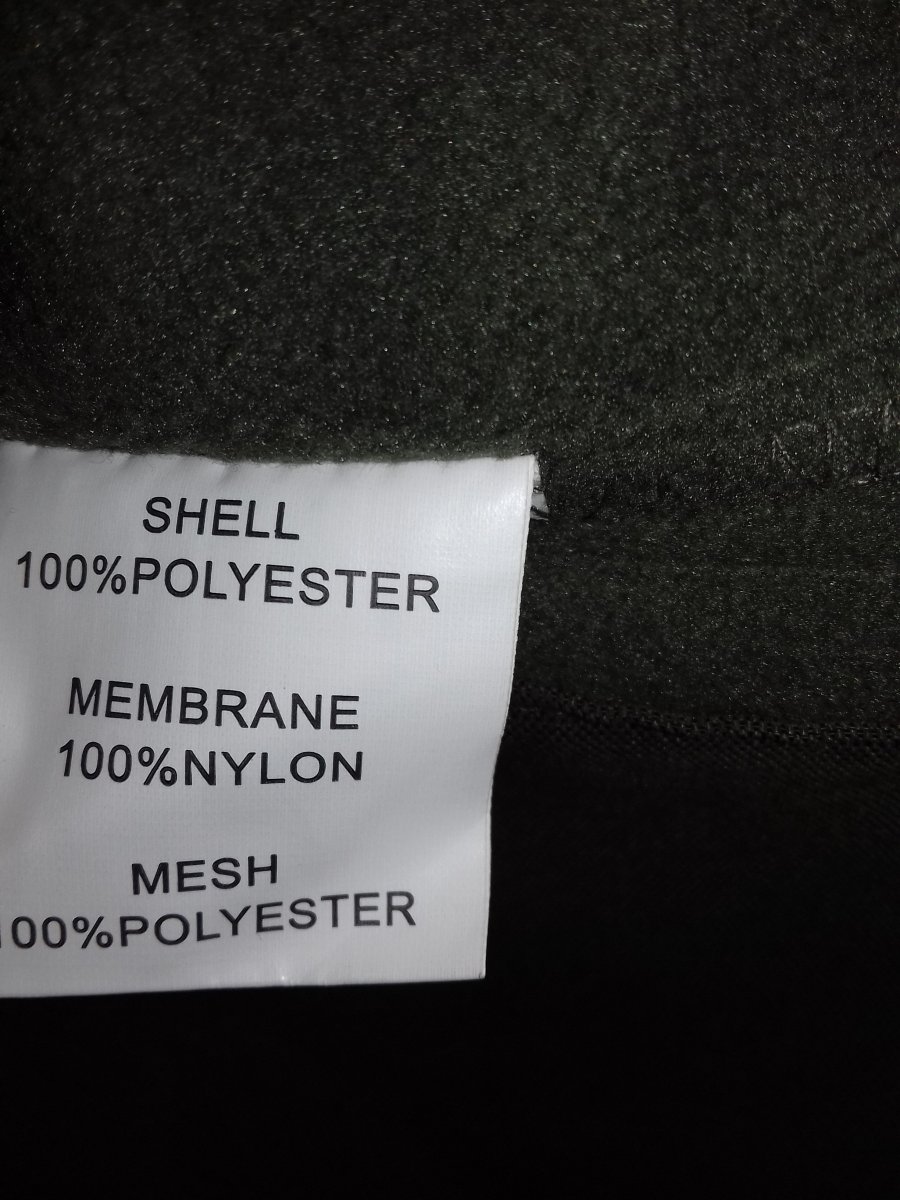 SHELL
100%POLYESTER
MEMBRANE
100%NYLON
MESH
100%POLYESTER